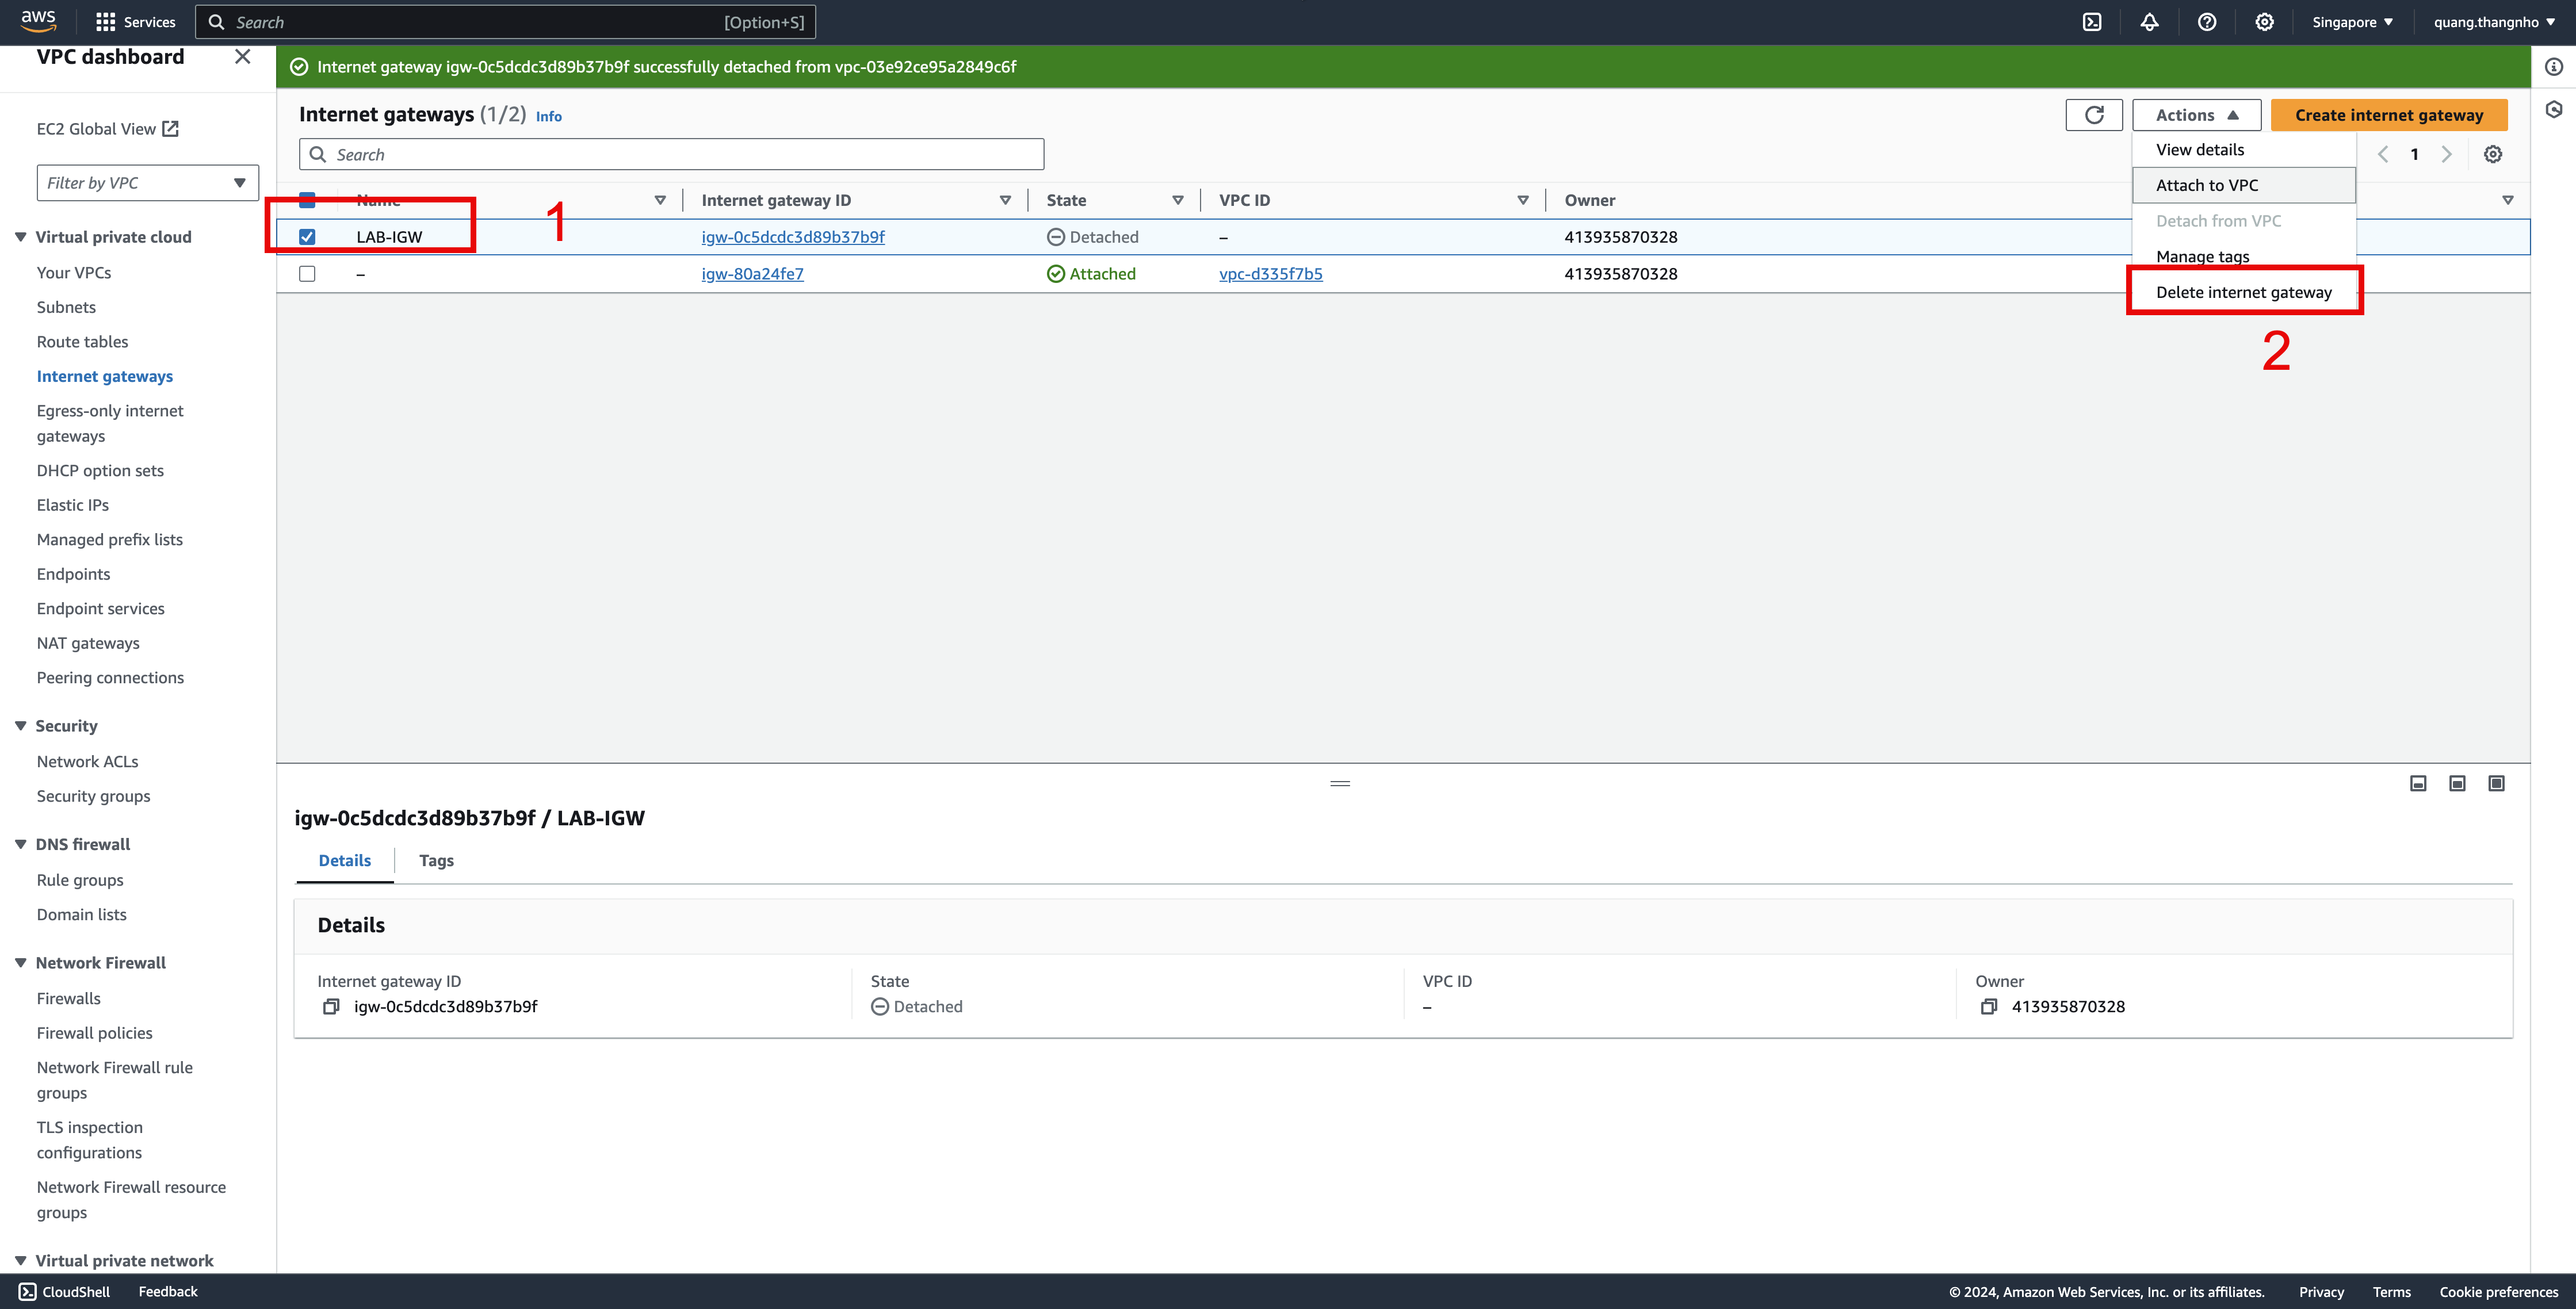 aws
Services
Search
[Option+S]
Singapore
quang.thangnho
VPC dashboard
Internet gateway igw-0c5dcdc3d89b37b9f successfully detached from vpc-03e92ce95a2849c6f
EC2 Global View
Filter by VPC
Virtual private cloud
Your VPCs
Subnets
Route tables
Internet gateways
Egress-only internet
gateways
DHCP option sets
Elastic IPs
Managed prefix lists
Endpoints
Endpoint services
NAT gateways
Peering connections
Security
Network ACLs
Security groups
DNS firewall
Rule groups
Domain lists
Network Firewall
Firewalls
Firewall policies
Network Firewall rule
groups
TLS inspection
configurations
Network Firewall resource
groups
Virtual private network
Internet gateways (1/2) Info
Actions
Create internet gateway
Search
1
View details
Attach to VPC
Detach from VPC
Manage tags
Delete internet gateway
2
Name Internet gateway ID State VPC ID Owner
1
LAB-IGW igw-0c5dcdc3d89b37b9f Detached – 413935870328
– igw-80a24fe7 Attached vpc-d335f7b5 413935870328
igw-0c5dcdc3d89b37b9f / LAB-IGW
Details Tags
Details
Internet gateway ID
igw-0c5dcdc3d89b37b9f
State
Detached
VPC ID
–
Owner
413935870328
CloudShell Feedback
© 2024, Amazon Web Services, Inc. or its affiliates. Privacy Terms Cookie preferences